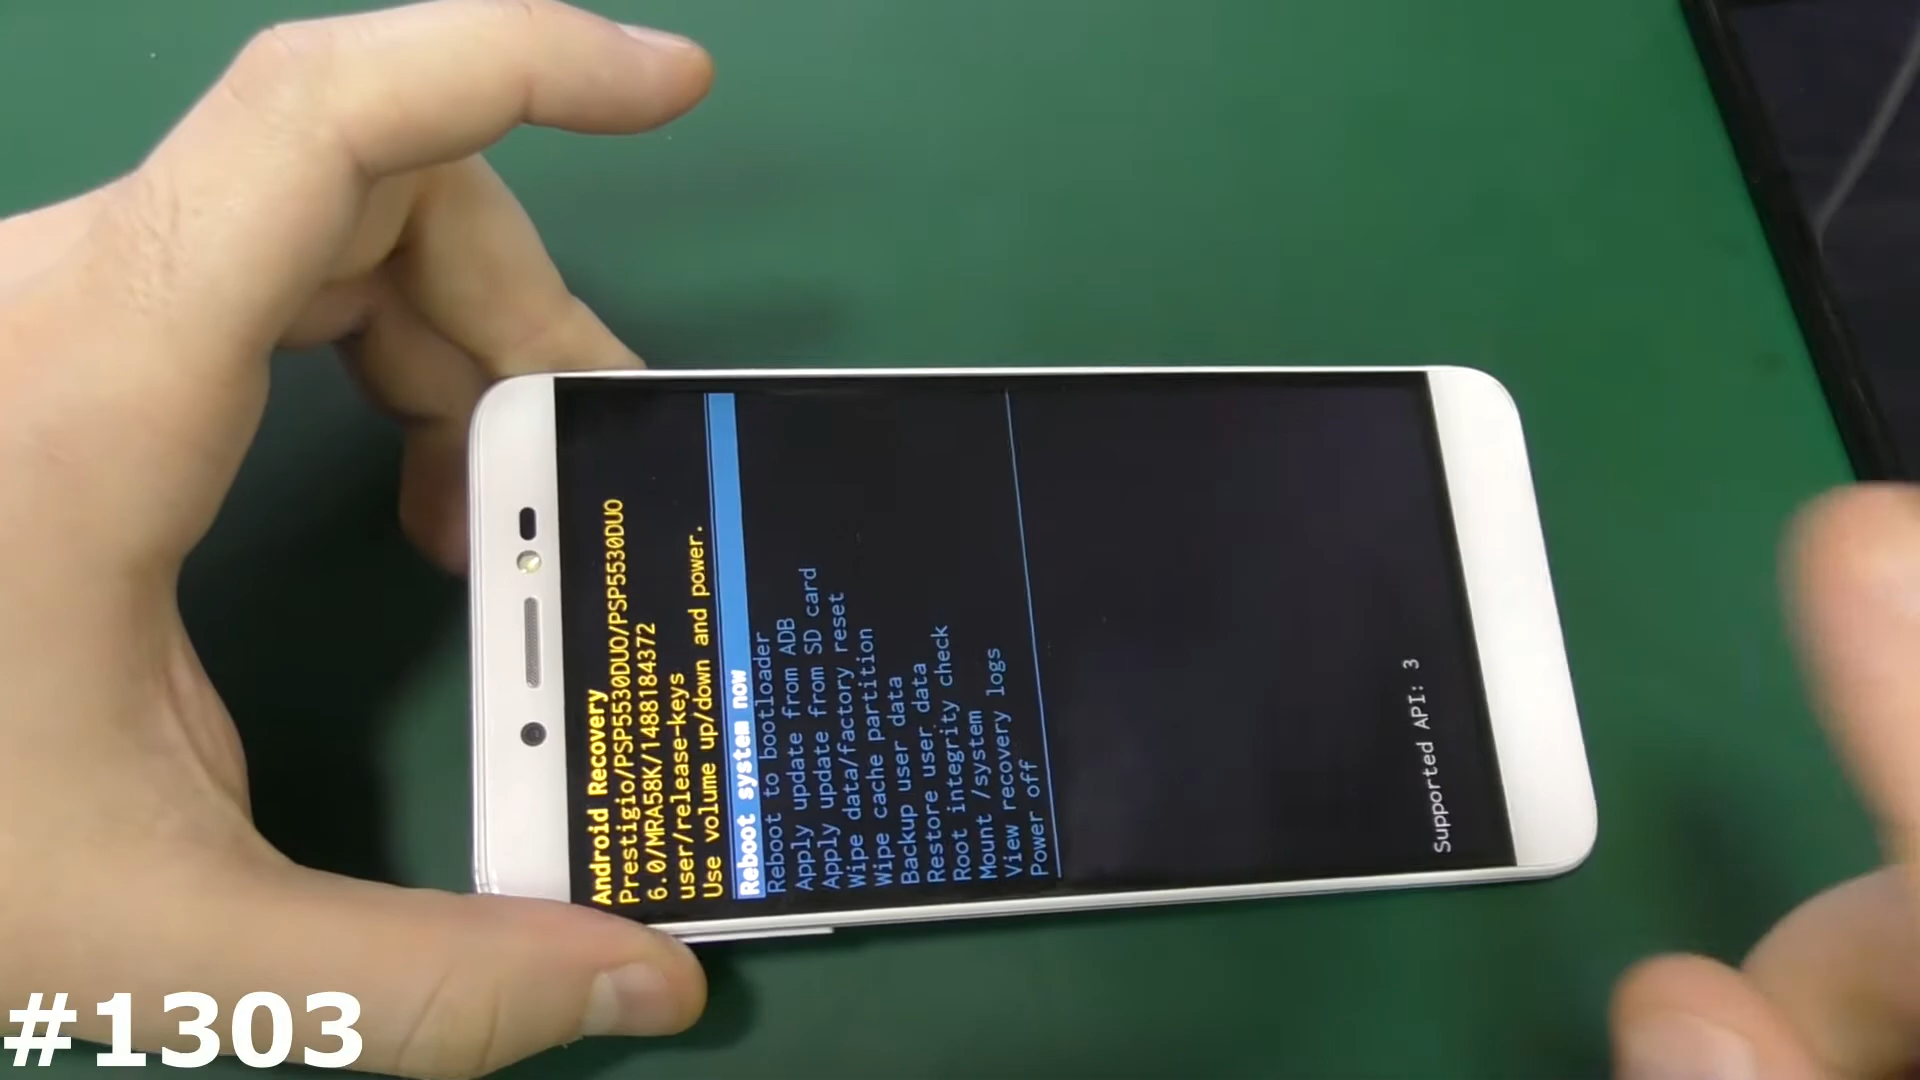 Android Recovery
Prestigio/PSP5530DUO/PSP5530DUO
6.0/MRA58K/1488184372
user/release-keys
Use volume up/down and power.
Reboot system now
Reboot to bootloader
Apply update from ADB
Apply update from SD card
Wipe data/factory reset
Wipe cache partition
Backup user data
Restore user data
Root integrity check
Mount /system
View recovery logs
Power off
Supported API: 3
#1303